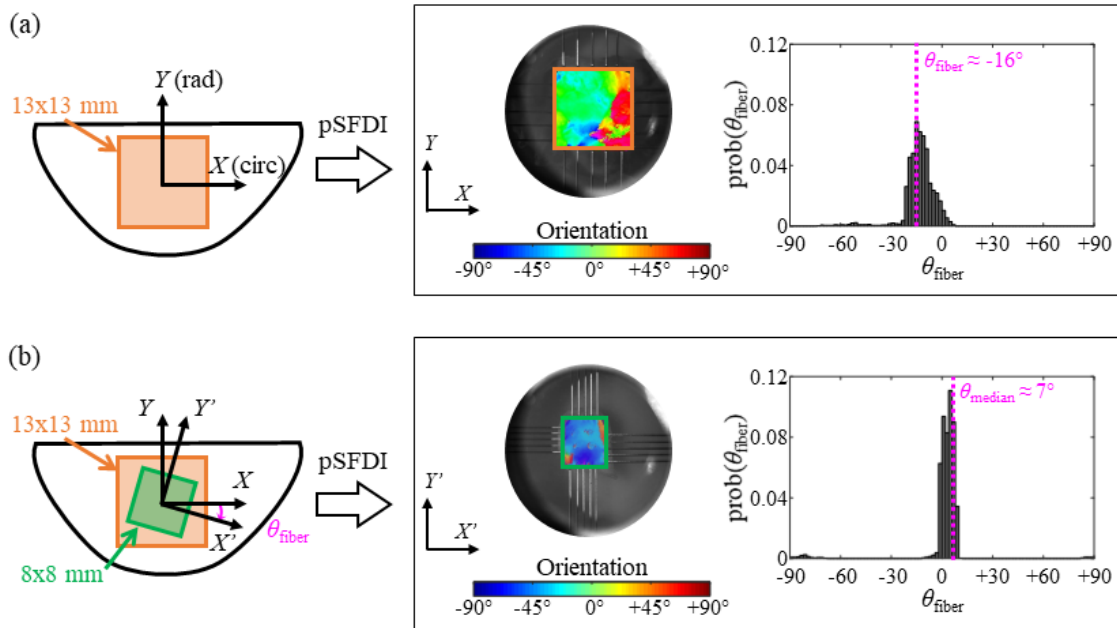 (a)
Y (rad)
13x13 mm
X (circ)
pSFDI
Y
X
Orientation
-90° -45° 0° +45° +90°
0.12
0.08
0.04
0
prob(θfiber)
θfiber ≈ -16°
-90 -60 -30 0 +30 +60 +90
θfiber
(b)
13x13 mm
Y Y’
X
X’
θfiber
8x8 mm
pSFDI
Y’
X’
Orientation
-90° -45° 0° +45° +90°
0.12
0.08
0.04
0
prob(θfiber)
θmedian ≈ 7°
-90 -60 -30 0 +30 +60 +90
θfiber